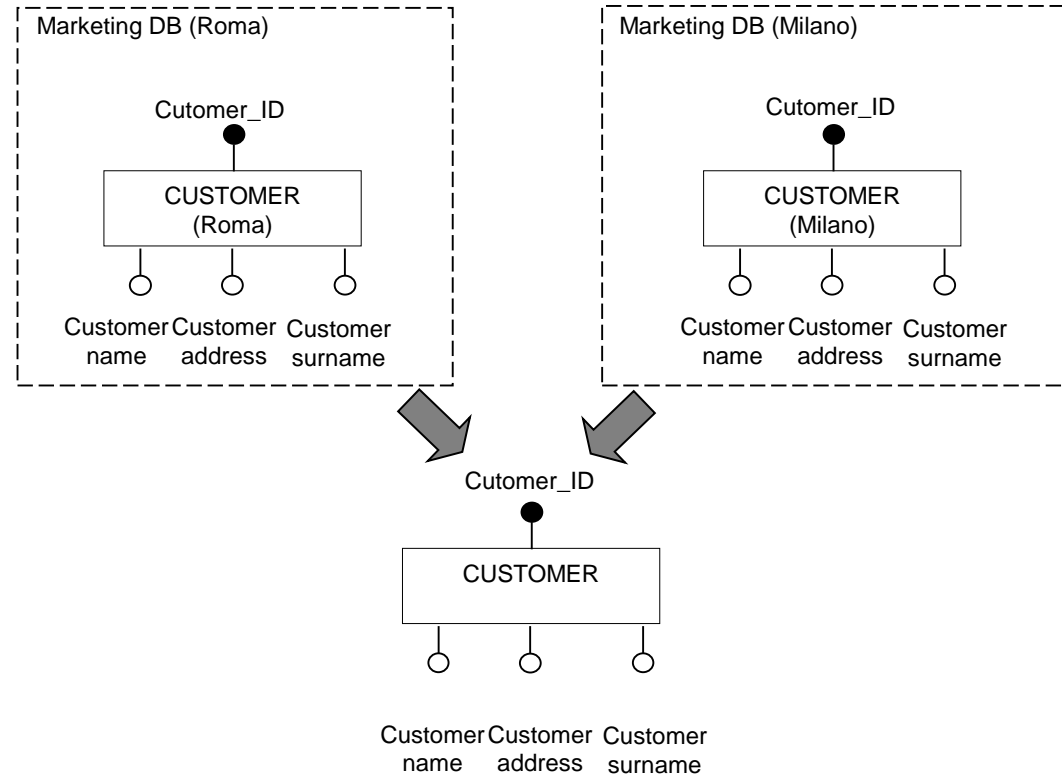 Marketing DB (Roma)
Cutomer_ID
CUSTOMER
(Roma)
Customer
name
Customer
address
Customer
surname
Marketing DB (Milano)
Cutomer_ID
CUSTOMER
(Milano)
Customer
name
Customer
address
Customer
surname
Cutomer_ID
CUSTOMER
Customer
name
Customer
address
Customer
surname